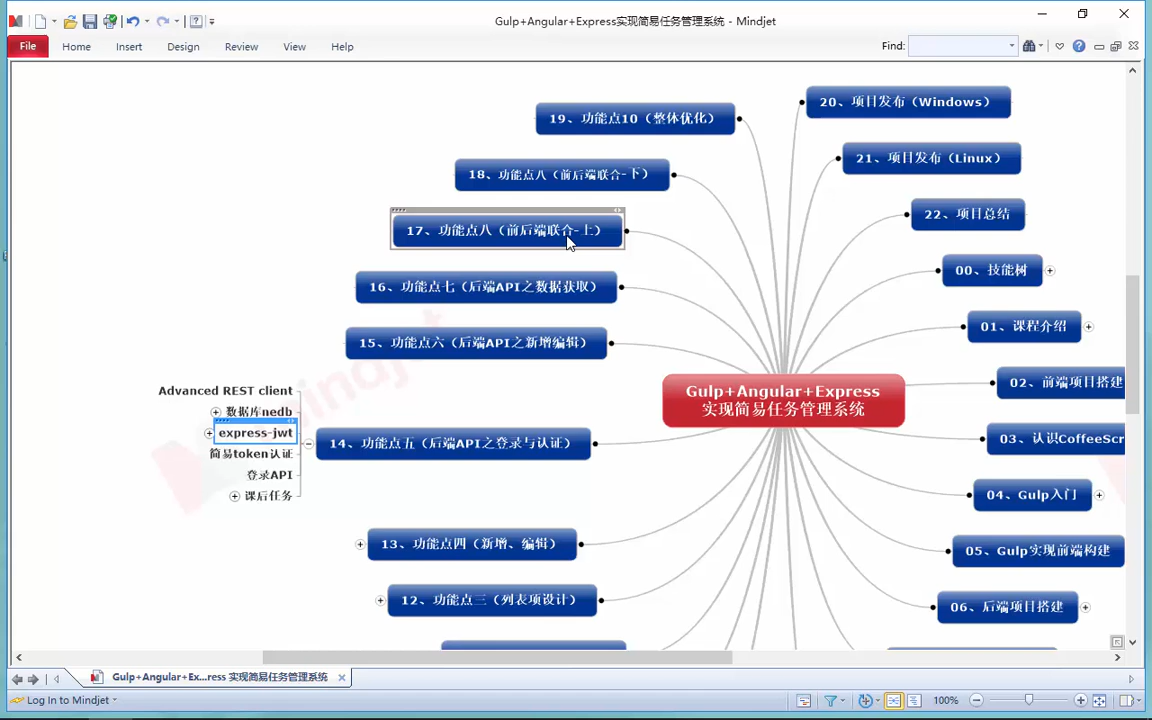 Gulp+Angular+Express实现简易任务管理系统 - Mindjet
File
Home
Insert
Design
Review
View
Help
Find:
20、项目发布（Windows）
19、功能点10（整体优化）
21、项目发布（Linux）
18、功能点八（前后端联合-下）
22、项目总结
17、功能点八（前后端联合-上）
00、技能树
16、功能点七（后端API之数据获取）
01、课程介绍
15、功能点六（后端API之新增编辑）
02、前端项目搭建
Gulp+Angular+Express
实现简易任务管理系统
Advanced REST client
数据库nedb
express-jwt
简易token认证
登录API
课后任务
14、功能点五（后端API之登录与认证）
03、认识CoffeeScr
04、Gulp入门
13、功能点四（新增、编辑）
05、Gulp实现前端构建
12、功能点三（列表项设计）
06、后端项目搭建
Mindjet
Gulp+Angular+Ex...ress 实现简易任务管理系统
Log In to Mindjet
100%